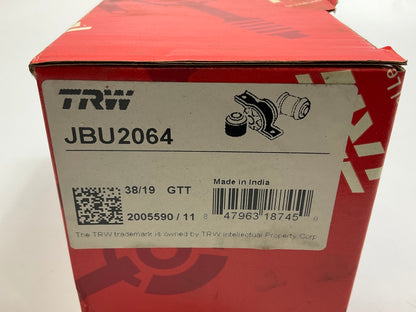 TRW
JBU2064
38/19 GTT
Made in India
2005590 / 11
8 47963 18745 0
The TRW trademark is owned by TRW Intellectual Property Corp